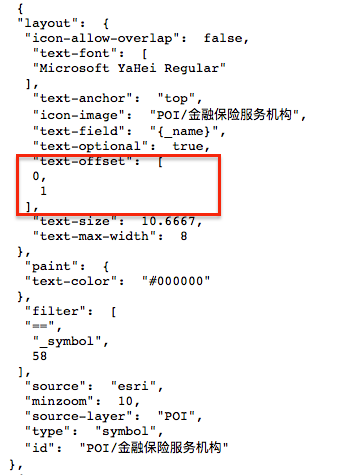 {
"layout": {
"icon-allow-overlap": false,
"text-font": [
"Microsoft YaHei Regular"
],
"text-anchor": "top",
"icon-image": "POI/金融保险服务机构",
"text-field": "{_name}",
"text-optional": true,
"text-offset": [
0,
1
],
"text-size": 10.6667,
"text-max-width": 8
},
"paint": {
"text-color": "#000000"
},
"filter": [
"==",
"_symbol",
58
],
"source": "esri",
"minzoom": 10,
"source-layer": "POI",
"type": "symbol",
"id": "POI/金融保险服务机构"
},